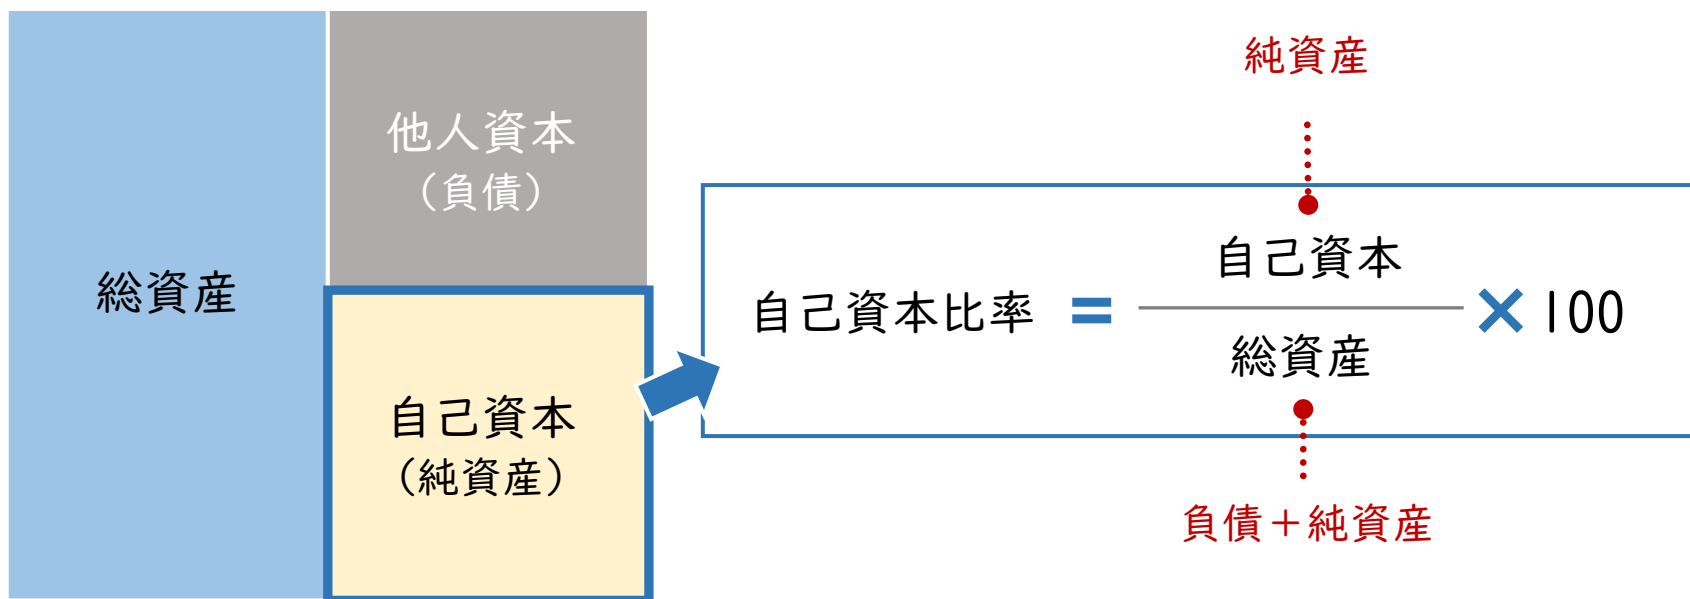 総資産
他人資本
（負債）
自己資本
（純資産）
純資産
自己資本比率 = 自己資本 × 100
総資産
負債＋純資産